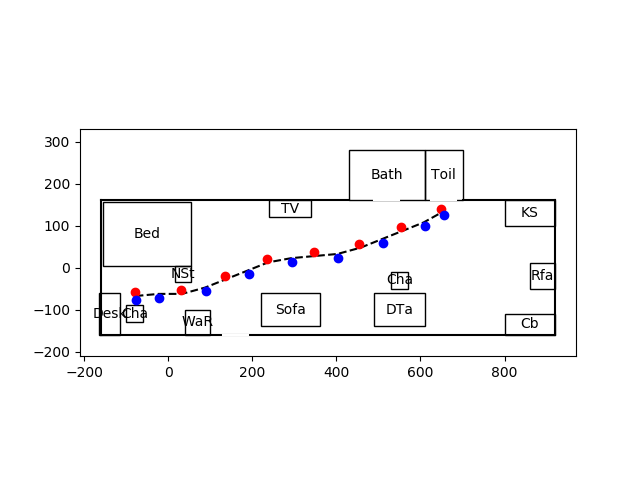 300
200
100
0
−100
−200
Bath
Toil
TV
KS
Bed
NSt
Cha
Rfa
Desk
Cha
WaR
Sofa
DTa
Cb
−200
0
200
400
600
800